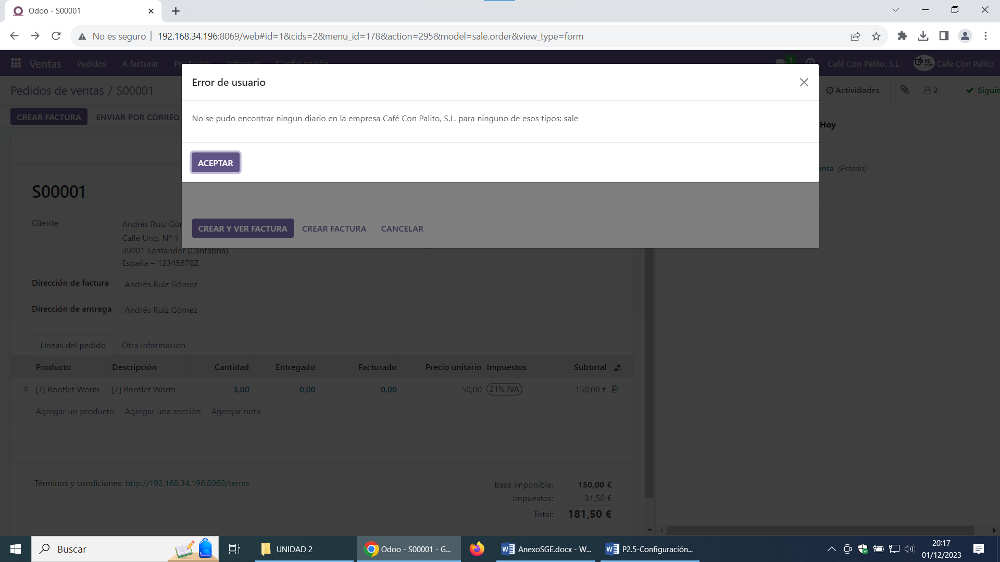 Odoo - S00001
No es seguro
192.168.34.196:8069/web#id=1&cids=2&menu_id=178&action=295&model=sale.order&view_type=form
Ventas Pedidos A facturar Productos Informes Configuración
1
Café Con Palito, S.L. Cafe Con Palito
Pedidos de ventas / S00001
Actividades 2 Siguie
CREAR FACTURA ENVIAR POR CORREO
Error de usuario
No se pudo encontrar ningun diario en la empresa Café Con Palito, S.L. para ninguno de esos tipos: sale
ACEPTAR
Hoy
enta (Estado)
CREAR Y VER FACTURA CREAR FACTURA CANCELAR
S00001
Cliente
Andrés Ruiz Gór
Calle Uno, Nº 1
39001 Santander (Cantabria)
España – 12345678Z
Dirección de factura Andrés Ruiz Gómez
Dirección de entrega Andrés Ruiz Gómez
Líneas del pedido Otra Información
Producto Descripción Cantidad Entregado Facturado Precio unitario Impuestos Subtotal
[7] Rootlet Worm [7] Rootlet Worm 3,00 0,00 0,00 50,00 21% IVA 150,00 €
Agregar un producto Agregar una sección Agregar nota
Términos y condiciones: http://192.168.34.196:8069/terms
Base imponible: 150,00 €
Impuestos: 31,50 €
Total: 181,50 €
Buscar
UNIDAD 2
Odoo - S00001 - G...
AnexoSGE.docx - W...
P2.5-Configuración...
20:17
01/12/2023